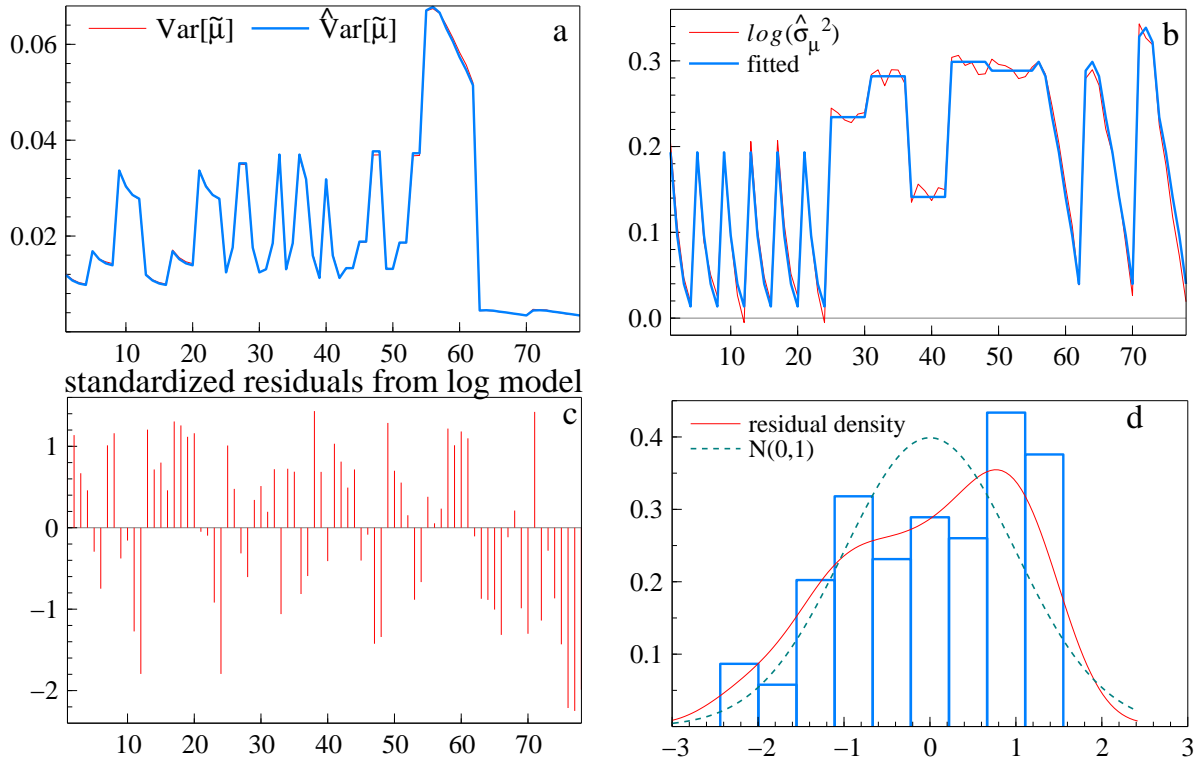 0.06
0.04
0.02
Var[μ̃]
V̂ar[μ̃]
a
10 20 30 40 50 60 70
0.3
0.2
0.1
0.0
log(σ̂μ²)
fitted
b
10 20 30 40 50 60 70
standardized residuals from log model
1
0
−1
−2
c
10 20 30 40 50 60 70
0.4
0.3
0.2
0.1
residual density
N(0,1)
d
−3 −2 −1 0 1 2 3